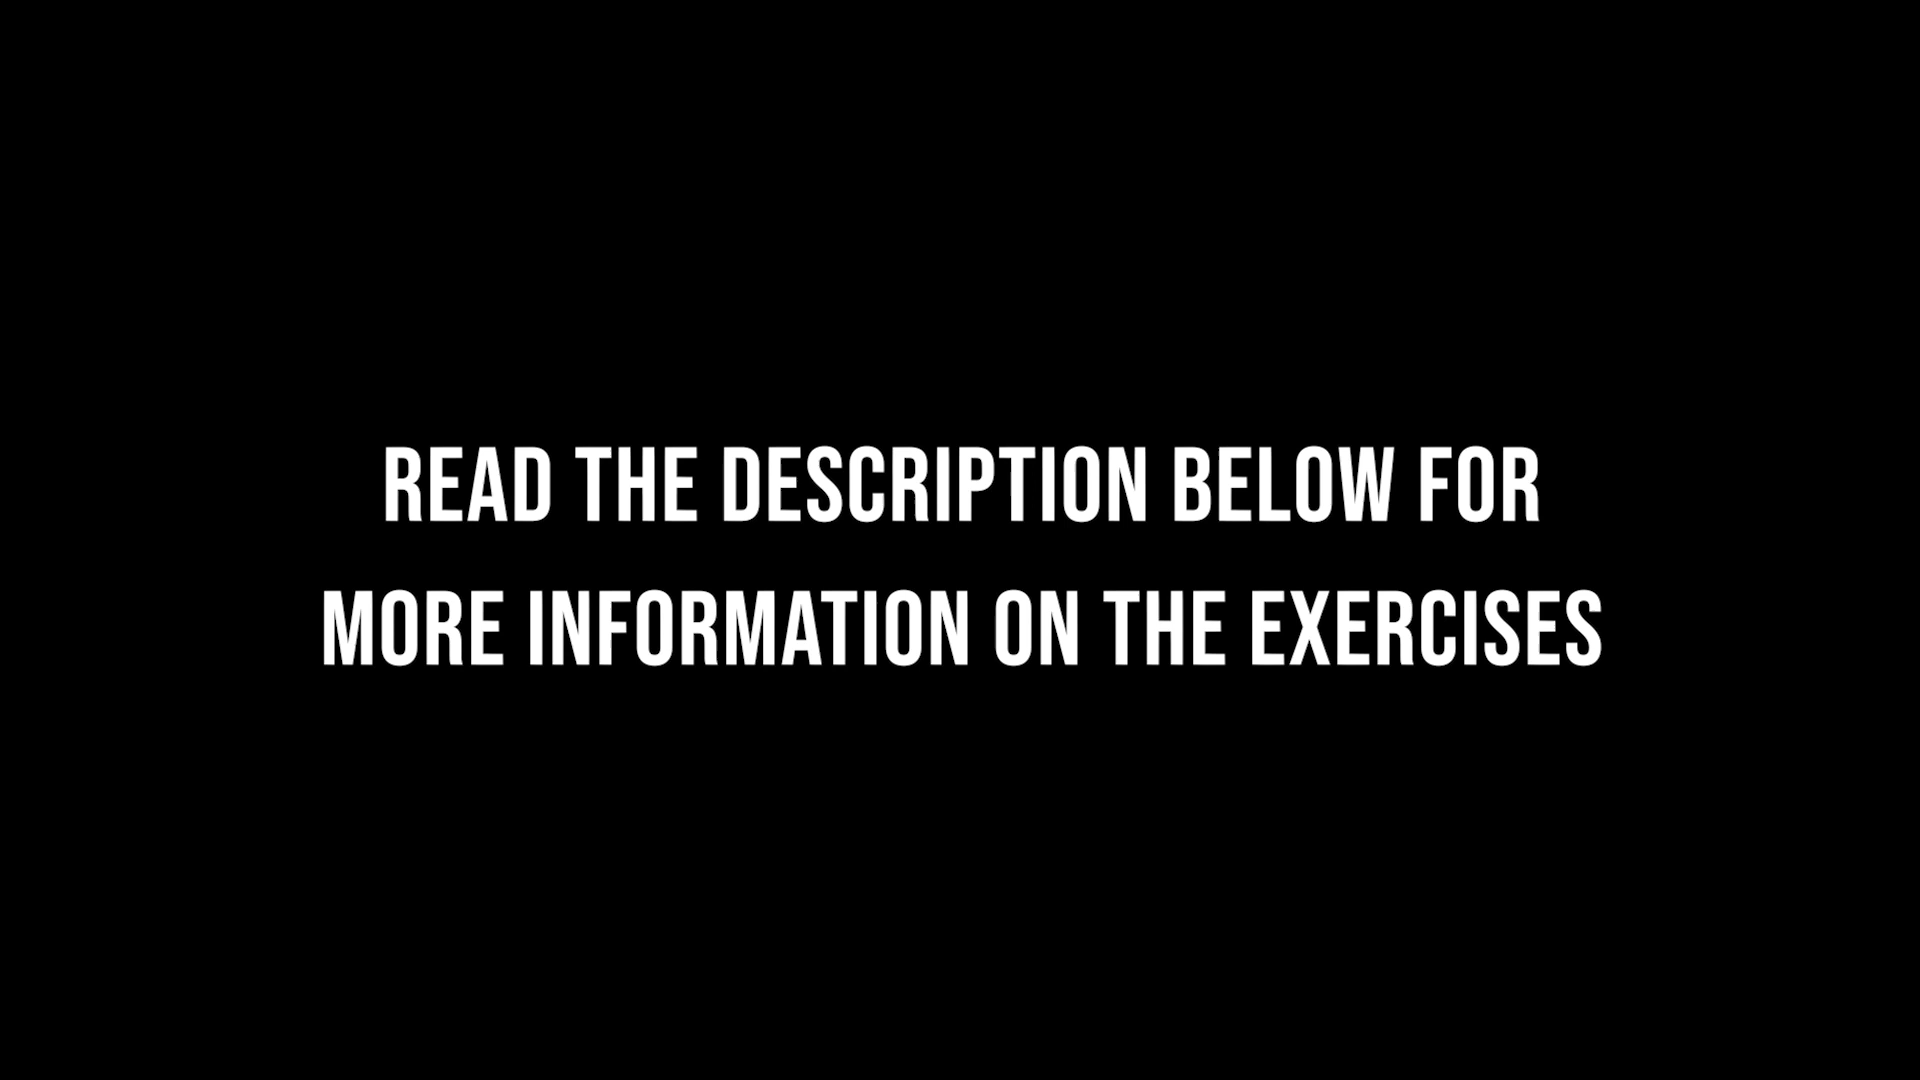 READ THE DESCRIPTION BELOW FOR
MORE INFORMATION ON THE EXERCISES